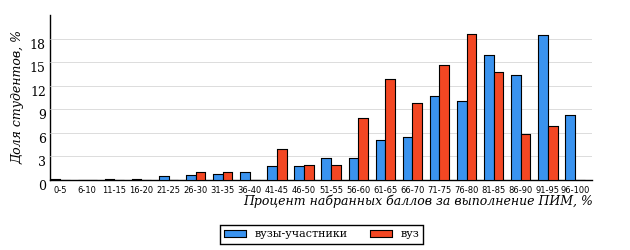 Доля студентов, %
18
15
12
9
6
3
0
0-5 6-10 11-15 16-20 21-25 26-30 31-35 36-40 41-45 46-50 51-55 56-60 61-65 66-70 71-75 76-80 81-85 86-90 91-95 96-100
Процент набранных баллов за выполнение ПИМ, %
вузы-участники вуз